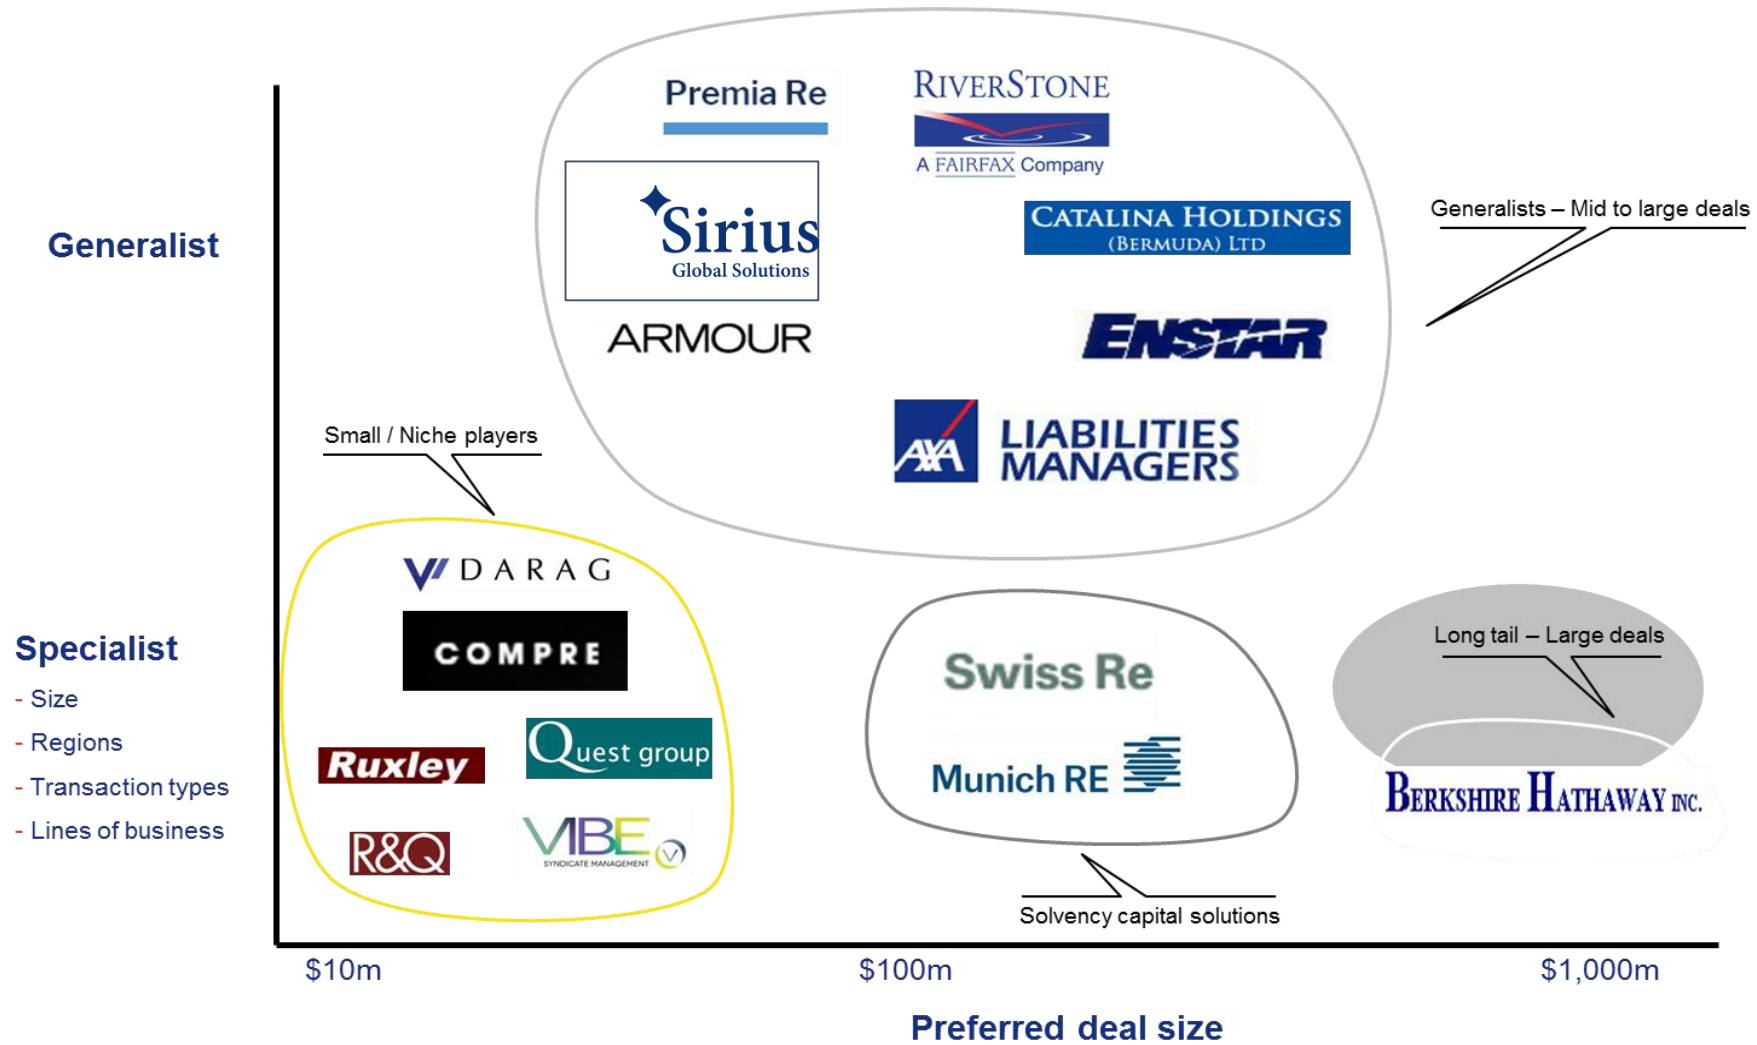 Premia Re
RIVERSTONE
A FAIRFAX Company
Sirius
Global Solutions
CATALINA HOLDINGS
(BERMUDA) LTD
Generalists – Mid to large deals
Generalist
ARMOUR
ENSTAR
AXA
LIABILITIES
MANAGERS
Small / Niche players
DARAG
COMPRE
Ruxley
Quest group
R&Q
VIBE
SYNDICATE MANAGEMENT
V
Swiss Re
Munich RE
Solvency capital solutions
Long tail – Large deals
BERKSHIRE HATHAWAY INC.
Specialist
- Size
- Regions
- Transaction types
- Lines of business
$10m
$100m
$1,000m
Preferred deal size